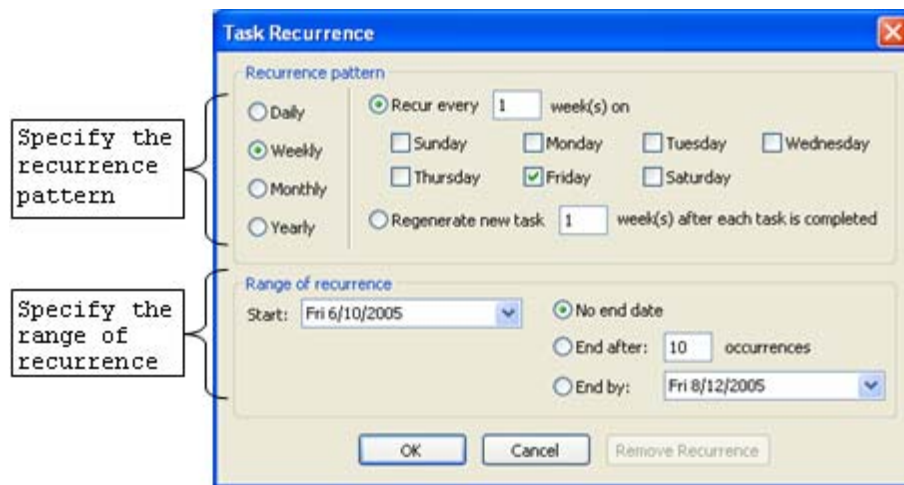 Task Recurrence
Recurrence pattern
Specify the
recurrence
pattern
Daily
Weekly
Monthly
Yearly
Recur every 1 week(s) on
Sunday Monday Tuesday Wednesday
Thursday Friday Saturday
Regenerate new task 1 week(s) after each task is completed
Specify the
range of
recurrence
Range of recurrence
Start: Fri 6/10/2005
No end date
End after: 10 occurrences
End by: Fri 8/12/2005
OK Cancel Remove Recurrence